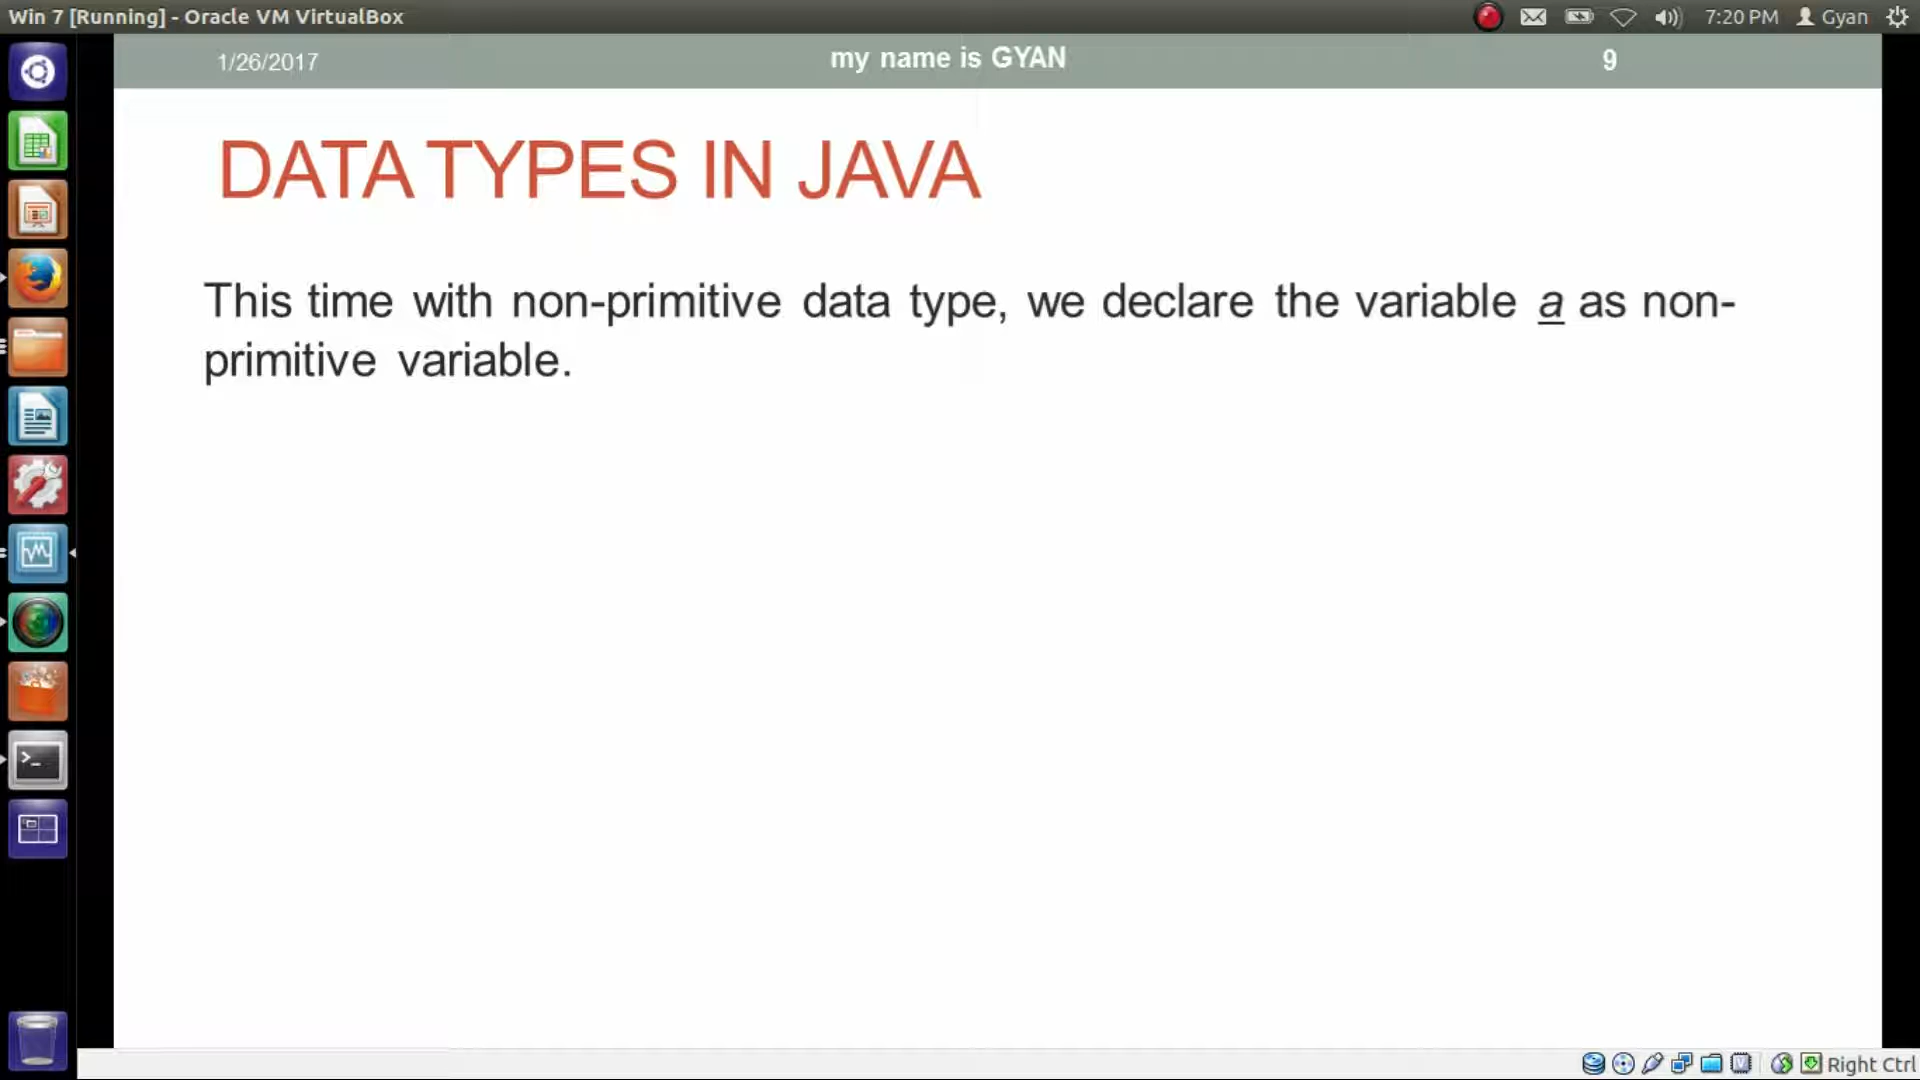 Win 7 [Running] - Oracle VM VirtualBox
7:20 PM
Gyan
1/26/2017
my name is GYAN
9
DATA TYPES IN JAVA
This time with non-primitive data type, we declare the variable a as non-
primitive variable.
Right Ctrl